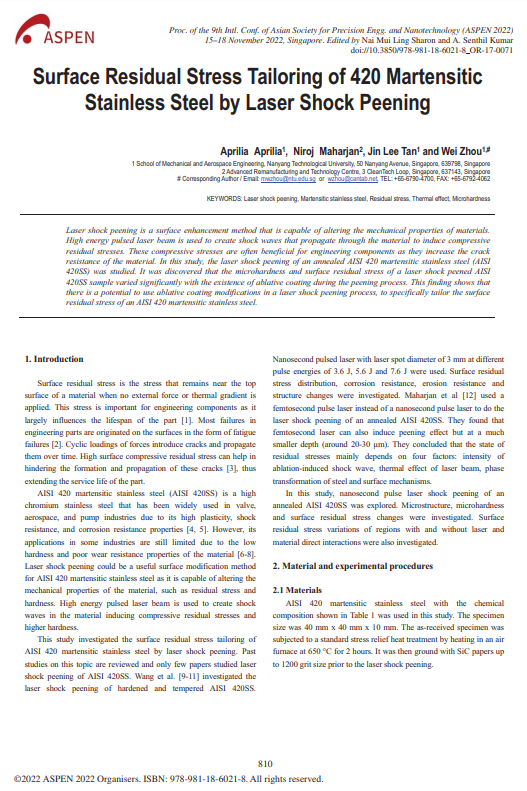 ASPEN
Proc. of the 9th Intl. Conf. of Asian Society for Precision Engg. and Nanotechnology (ASPEN 2022)
15–18 November 2022, Singapore. Edited by Nai Mui Ling Sharon and A. Senthil Kumar
doi:10.3850/978-981-18-6021-8_OR-17-0071
Surface Residual Stress Tailoring of 420 Martensitic
Stainless Steel by Laser Shock Peening
Aprilia Aprilia1, Niroj Maharjan2, Jin Lee Tan1 and Wei Zhou1,#
1 School of Mechanical and Aerospace Engineering, Nanyang Technological University, 50 Nanyang Avenue, Singapore, 639798, Singapore
2 Advanced Remanufacturing and Technology Centre, 3 CleanTech Loop, Singapore, 637143, Singapore
# Corresponding Author / Email: mwzhou@ntu.edu.sg or wzhou@cantab.net, TEL: +65-6790-4700, FAX: +65-6792-4062
KEYWORDS: Laser shock peening, Martensitic stainless steel, Residual stress, Thermal effect, Microhardness
Laser shock peening is a surface enhancement method that is capable of altering the mechanical properties of materials.
High energy pulsed laser beam is used to create shock waves that propagate through the material to induce compressive
residual stresses. These compressive stresses are often beneficial for engineering components as they increase the crack
resistance of the material. In this study, the laser shock peening of an annealed AISI 420 martensitic stainless steel (AISI
420SS) was studied. It was discovered that the microhardness and surface residual stress of a laser shock peened AISI
420SS sample varied significantly with the existence of ablative coating during the peening process. This finding shows that
there is a potential to use ablative coating modifications in a laser shock peening process, to specifically tailor the surface
residual stress of an AISI 420 martensitic stainless steel.
1. Introduction
Surface residual stress is the stress that remains near the top
surface of a material when no external force or thermal gradient is
applied. This stress is important for engineering components as it
largely influences the lifespan of the part [1]. Most failures in
engineering parts are originated on the surfaces in the form of fatigue
failures [2]. Cyclic loadings of forces introduce cracks and propagate
them over time. High surface compressive residual stress can help in
hindering the formation and propagation of these cracks [3], thus
extending the service life of the part.
AISI 420 martensitic stainless steel (AISI 420SS) is a high
chromium stainless steel that has been widely used in valve,
aerospace, and pump industries due to its high plasticity, shock
resistance, and corrosion resistance properties [4, 5]. However, its
applications in some industries are still limited due to the low
hardness and poor wear resistance properties of the material [6-8].
Laser shock peening could be a useful surface modification method
for AISI 420 martensitic stainless steel as it is capable of altering the
mechanical properties of the material, such as residual stress and
hardness. High energy pulsed laser beam is used to create shock
waves in the material inducing compressive residual stresses and
higher hardness.
This study investigated the surface residual stress tailoring of
AISI 420 martensitic stainless steel by laser shock peening. Past
studies on this topic are reviewed and only few papers studied laser
shock peening of AISI 420SS. Wang et al. [9-11] investigated the
laser shock peening of hardened and tempered AISI 420SS.
Nanosecond pulsed laser with laser spot diameter of 3 mm at different
pulse energies of 3.6 J, 5.6 J and 7.6 J were used. Surface residual
stress distribution, corrosion resistance, erosion resistance and
structure changes were investigated. Maharjan et al [12] used a
femtosecond pulse laser instead of a nanosecond pulse laser to do the
laser shock peening of an annealed AISI 420SS. They found that
femtosecond laser can also induce peening effect but at a much
smaller depth (around 20-30 μm). They concluded that the state of
residual stresses mainly depends on four factors: intensity of
ablation-induced shock wave, thermal effect of laser beam, phase
transformation of steel and surface mechanisms.
In this study, nanosecond pulse laser shock peening of an
annealed AISI 420SS was explored. Microstructure, microhardness
and surface residual stress changes were investigated. Surface
residual stress variations of regions with and without laser and
material direct interactions were also investigated.
2. Material and experimental procedures
2.1 Materials
AISI 420 martensitic stainless steel with the chemical
composition shown in Table 1 was used in this study. The specimen
size was 40 mm x 40 mm x 10 mm. The as-received specimen was
subjected to a standard stress relief heat treatment by heating in an air
furnace at 650 °C for 2 hours. It was then ground with SiC papers up
to 1200 grit size prior to the laser shock peening.
810
©2022 ASPEN 2022 Organisers. ISBN: 978-981-18-6021-8. All rights reserved.